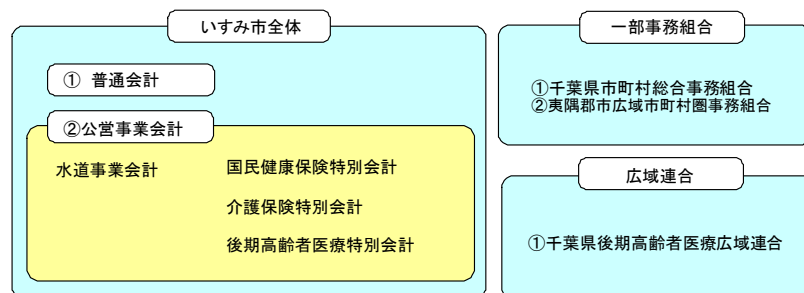 いすみ市全体
① 普通会計
②公営事業会計
水道事業会計
国民健康保険特別会計
介護保険特別会計
後期高齢者医療特別会計
一部事務組合
①千葉県市町村総合事務組合
②夷隅郡市広域市町村圏事務組合
広域連合
①千葉県後期高齢者医療広域連合